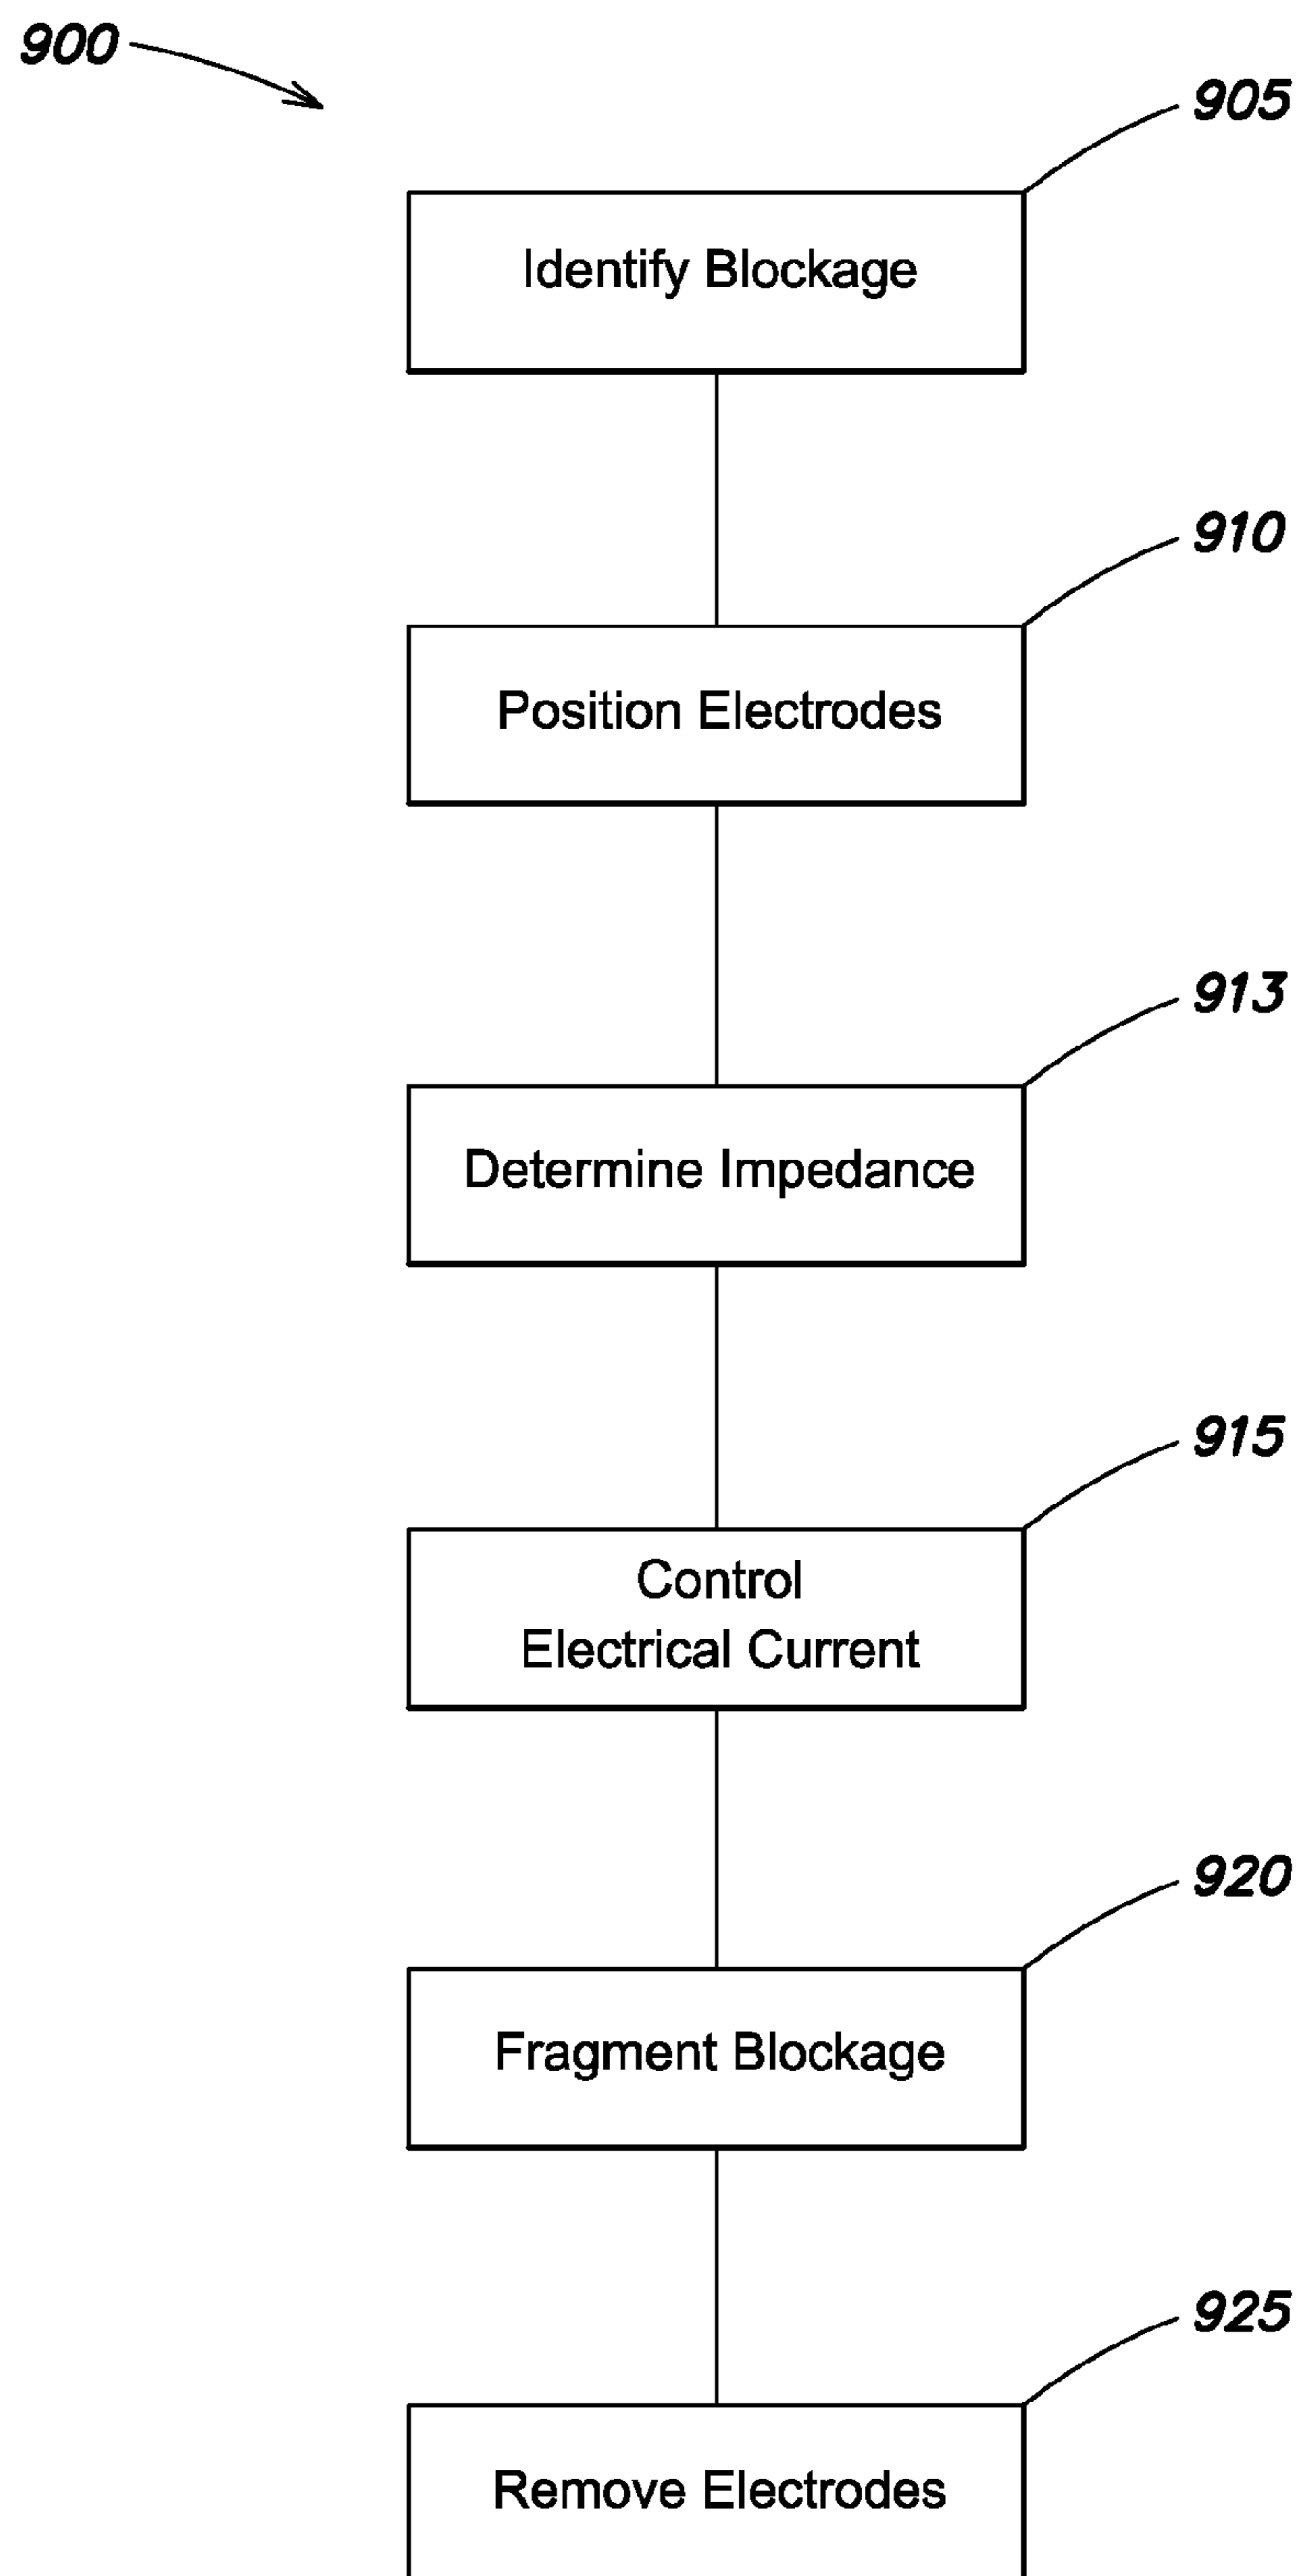 900
905
Identify Blockage
910
Position Electrodes
913
Determine Impedance
915
Control
Electrical Current
920
Fragment Blockage
925
Remove Electrodes